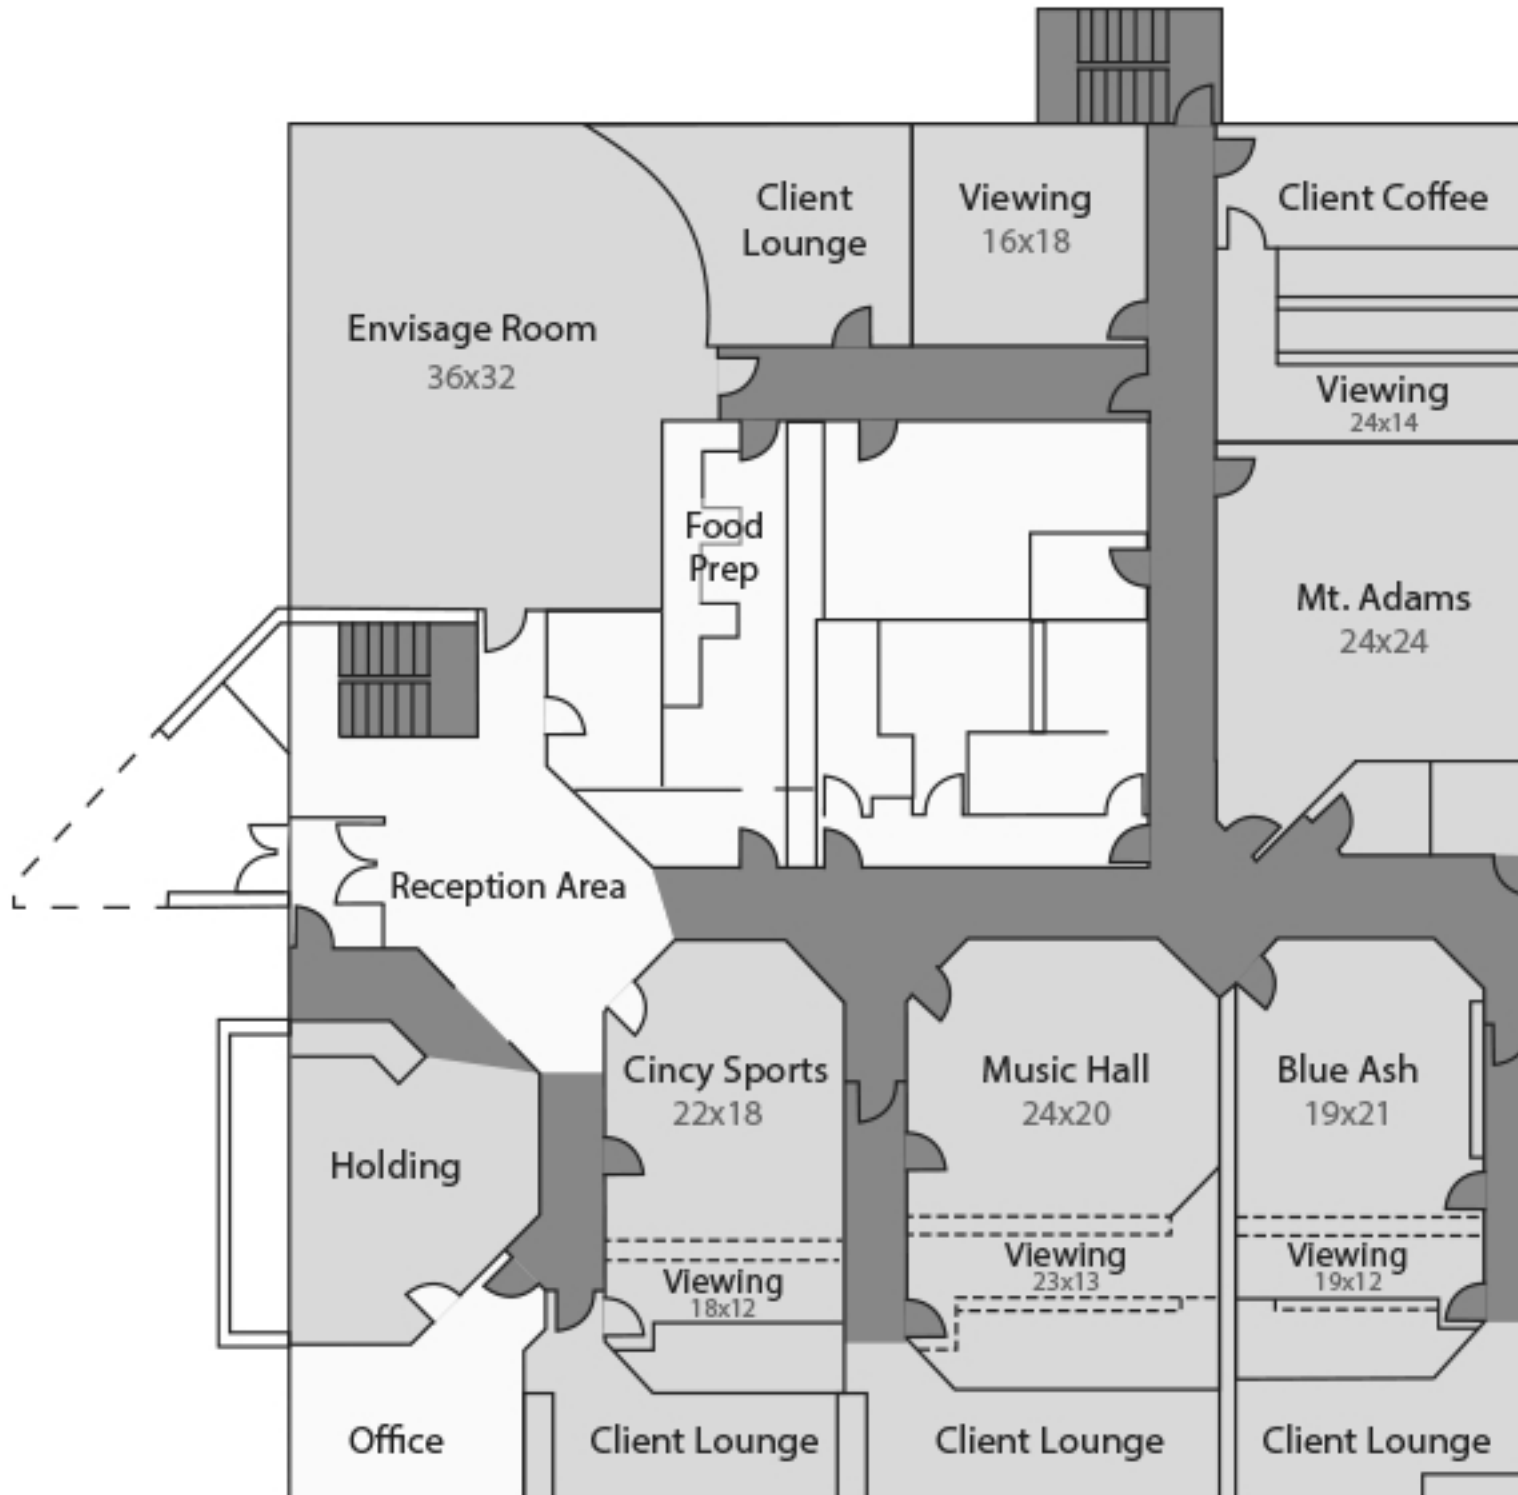 Client
Lounge
Viewing
16x18
Client Coffee
Envisage Room
36x32
Viewing
24x14
Food
Prep
Mt. Adams
24x24
Reception Area
Cincy Sports
22x18
Music Hall
24x20
Blue Ash
19x21
Holding
Viewing
18x12
Viewing
23x13
Viewing
19x12
Office
Client Lounge
Client Lounge
Client Lounge